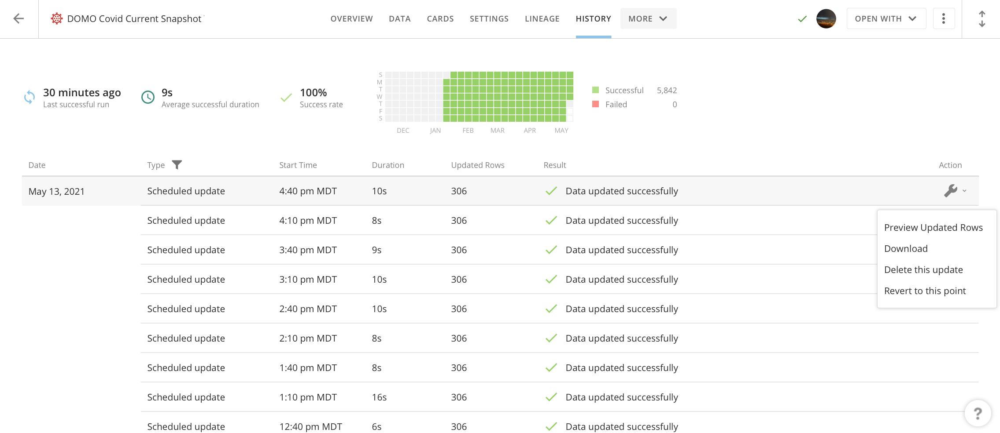 DOMO Covid Current Snapshot
OVERVIEW DATA CARDS SETTINGS LINEAGE HISTORY MORE
OPEN WITH
30 minutes ago
Last successful run
9s
Average successful duration
100%
Success rate
S
M
T
W
T
F
S
DEC JAN FEB MAR APR MAY
Successful 5,842
Failed 0
Date Type Start Time Duration Updated Rows Result Action
May 13, 2021 Scheduled update 4:40 pm MDT 10s 306 Data updated successfully
Scheduled update 4:10 pm MDT 8s 306 Data updated successfully
Scheduled update 3:40 pm MDT 9s 306 Data updated successfully
Scheduled update 3:10 pm MDT 10s 306 Data updated successfully
Scheduled update 2:40 pm MDT 10s 306 Data updated successfully
Scheduled update 2:10 pm MDT 8s 306 Data updated successfully
Scheduled update 1:40 pm MDT 8s 306 Data updated successfully
Scheduled update 1:10 pm MDT 16s 306 Data updated successfully
Scheduled update 12:40 pm MDT 6s 306 Data updated successfully
Preview Updated Rows
Download
Delete this update
Revert to this point
?